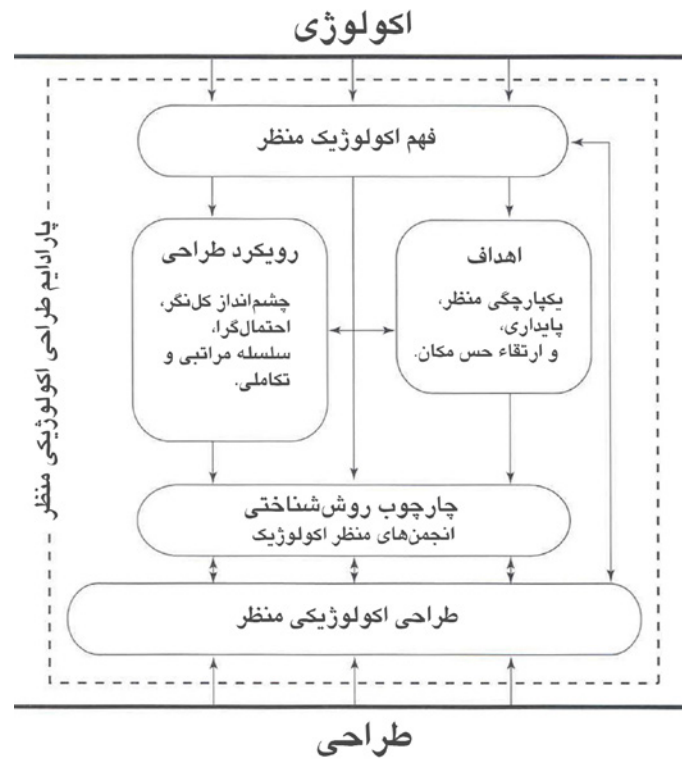 اکولوژی
پارادایم طراحی اکولوژیکی منظر
فهم اکولوژیک منظر
اهداف
یکپارچگی منظر،
پایداری،
و ارتقاء حس مکان.
رویکرد طراحی
چشم‌انداز کل‌نگر،
احتمال‌گرا،
سلسله مراتبی و
تکاملی.
چارچوب روش‌شناختی
انجمن‌های منظر اکولوژیک
طراحی اکولوژیکی منظر
طراحی